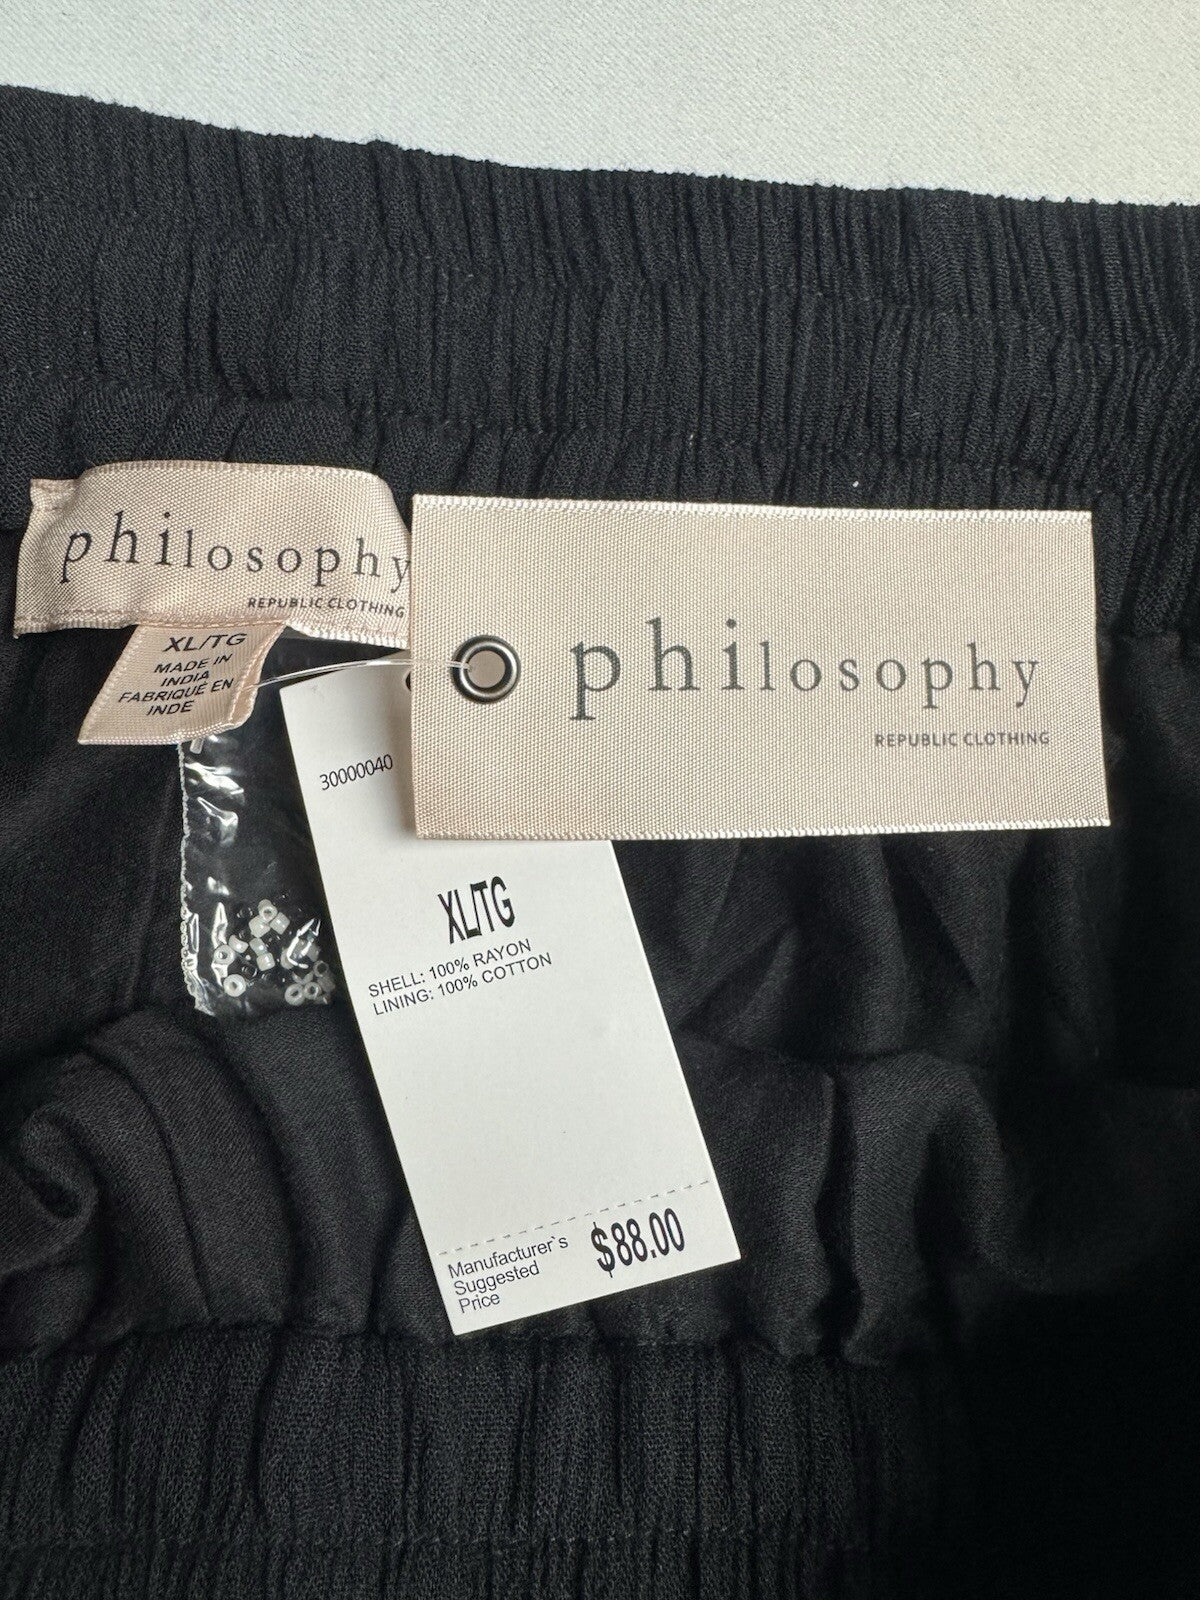 philosophy
REPUBLIC CLOTHING
XL/TG
MADE IN
INDIA
FABRIQUÉ EN
INDE
philosophy
REPUBLIC CLOTHING
30000040
XL/TG
SHELL: 100% RAYON
LINING: 100% COTTON
Manufacturer`s
Suggested
Price
$88.00